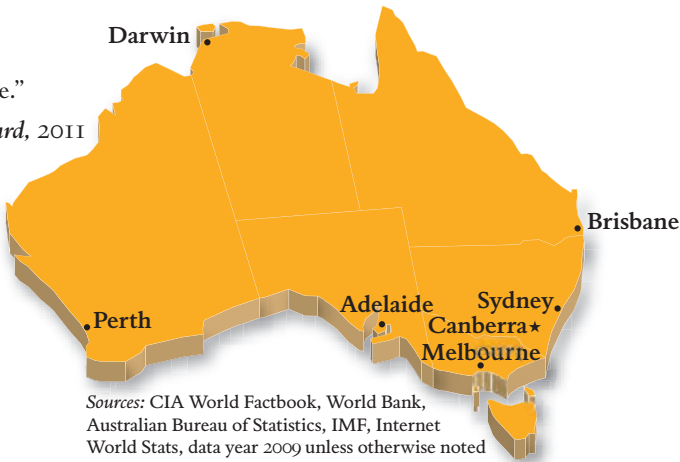 Darwin
e.”
ard, 2011
Brisbane
Perth
Adelaide
Sydney
Canberra★
Melbourne
Sources: CIA World Factbook, World Bank,
Australian Bureau of Statistics, IMF, Internet
World Stats, data year 2009 unless otherwise noted